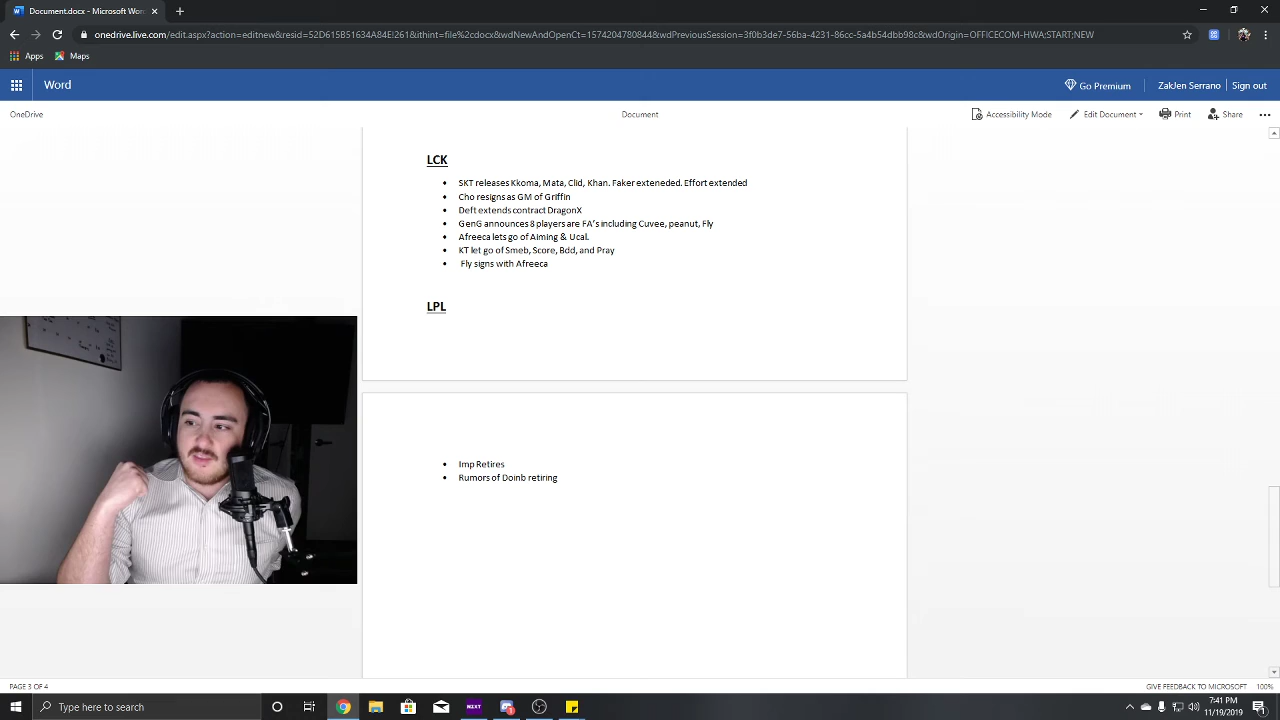 Document.docx - Word
onedrive.live.com/edit.aspx?action=editnew&resid=52D615B51634A84E!261&ithint=file%2cdocx&wdNewAndOpenCt=1574204780844&wdPreviousSession=3f0b3de7-56ba-4231-86cc-5a4b54dbb98c&wdOrigin=OFFICECOM-HWA;START;NEW
Apps Maps
Word Go Premium ZakJen Serrano Sign out
OneDrive Document Accessibility Mode Edit Document Print Share
LCK
• SKT releases Kkoma, Mata, Clid, Khan. Faker exteneded. Effort extended
• Cho resigns as GM of Griffin
• Deft extends contract DragonX
• GenG announces 8 players are FA's including Cuvee, peanut, Fly
• Afreeca lets go of Aiming & Ucal.
• KT let go of Smeb, Score, Bdd, and Pray
• Fly signs with Afreeca
LPL
• Imp Retires
• Rumors of Doinb retiring
PAGE 3 OF 4 GIVE FEEDBACK TO MICROSOFT 100%
Type here to search
7:41 PM
11/19/2019